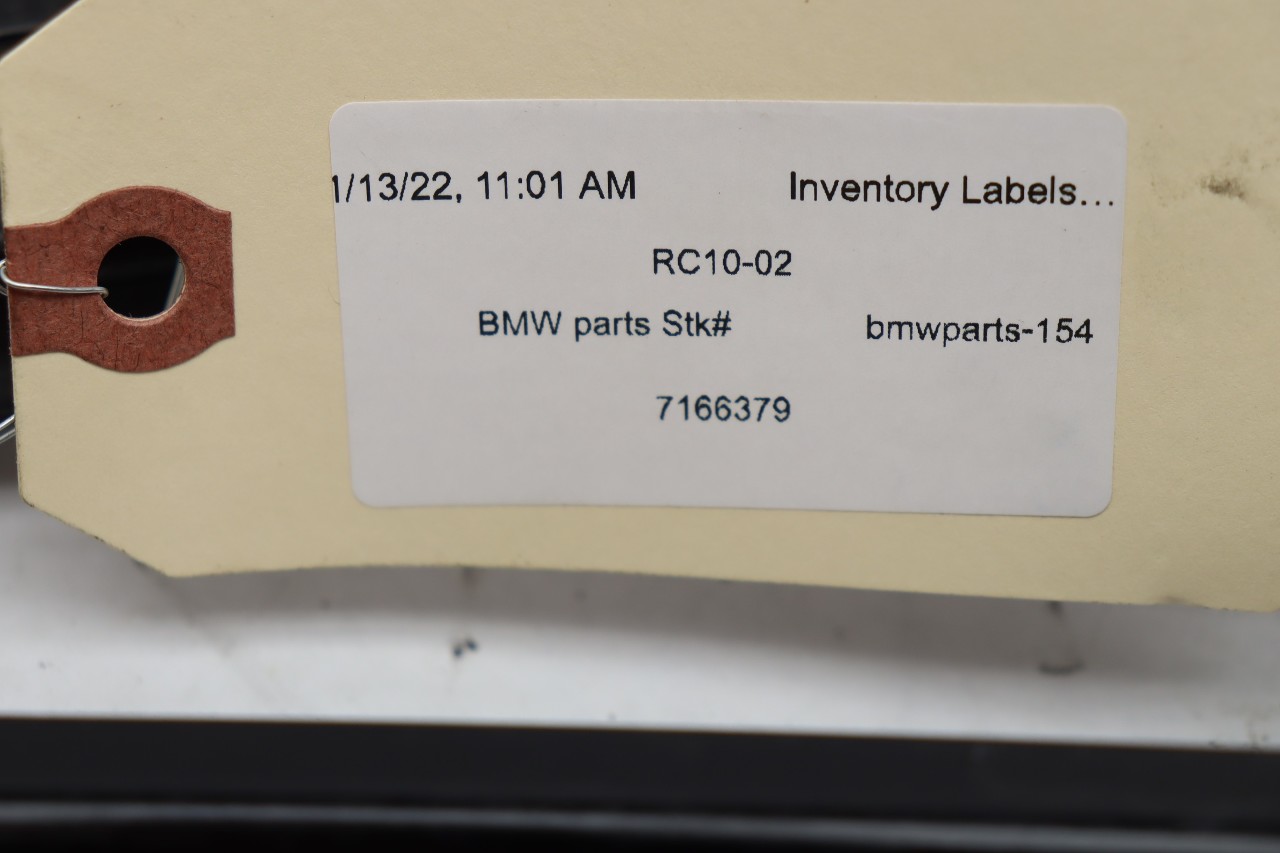 1/13/22, 11:01 AM Inventory Labels...
RC10-02
BMW parts Stk# bmwparts-154
7166379